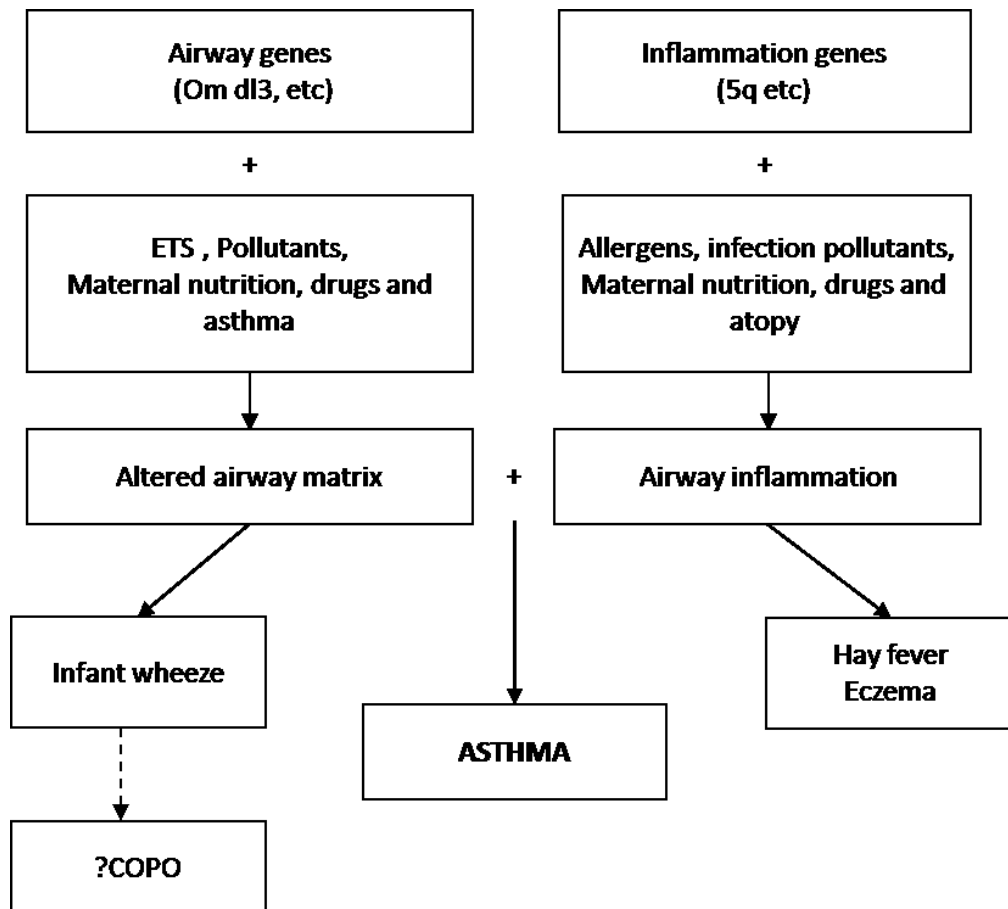 Airway genes
(Om dl3, etc)
Inflammation genes
(5q etc)
+
+
ETS , Pollutants,
Maternal nutrition, drugs and
asthma
Allergens, infection pollutants,
Maternal nutrition, drugs and
atopy
Altered airway matrix
+
Airway inflammation
Infant wheeze
Hay fever
Eczema
ASTHMA
?COPO